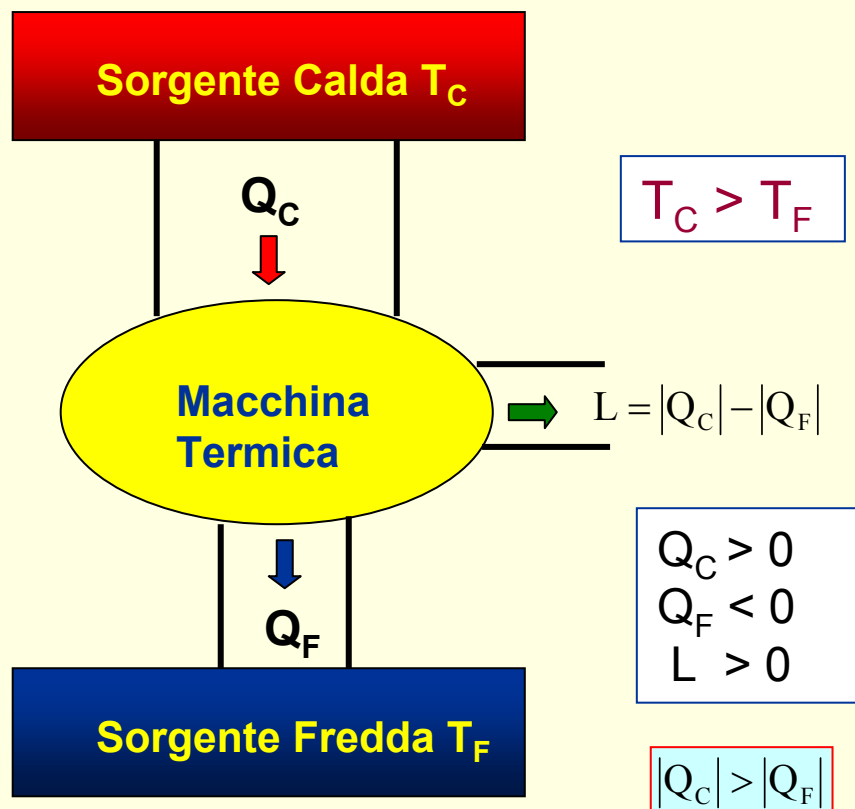 Sorgente Calda T_C
Q_C
T_C > T_F
Macchina
Termica
L = |Q_C| − |Q_F|
Q_C > 0
Q_F < 0
L > 0
Q_F
Sorgente Fredda T_F
|Q_C| > |Q_F|